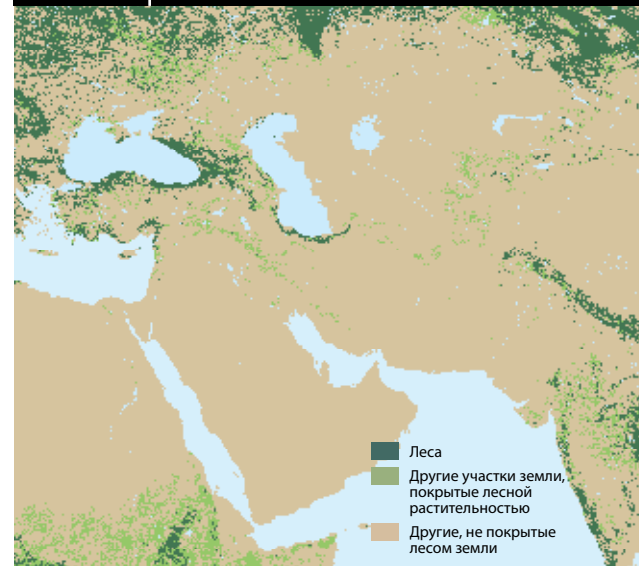 Леса
Другие участки земли,
покрытые лесной
растительностью
Другие, не покрытые
лесом земли